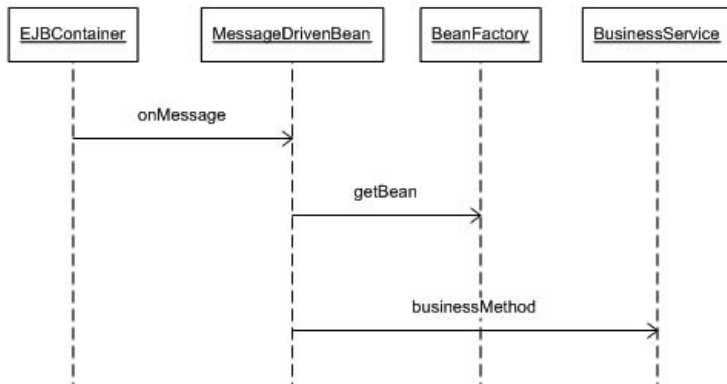 EJBContainer
MessageDrivenBean
BeanFactory
BusinessService
onMessage
getBean
businessMethod